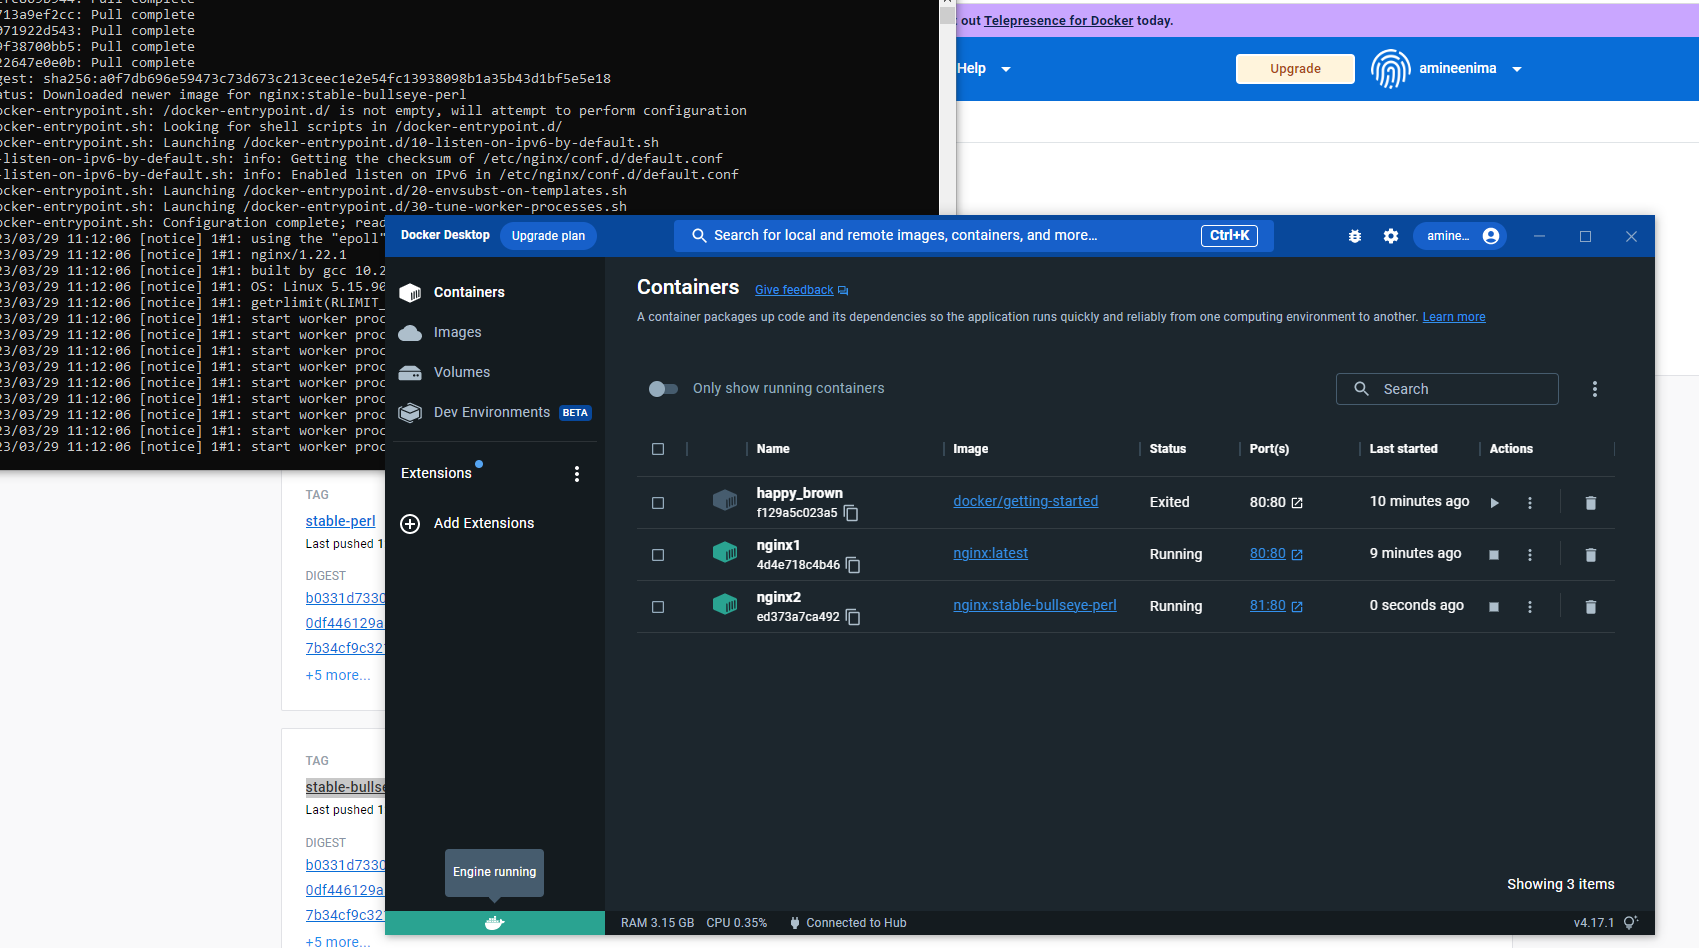 713a9ef2cc: Pull complete
071922d543: Pull complete
9f38700bb5: Pull complete
22647e0e0b: Pull complete
gest: sha256:a0f7db696e59473c73d673c213ceec1e2e54fc13938098b1a35b43d1bf5e5e18
atus: Downloaded newer image for nginx:stable-bullseye-perl
ocker-entrypoint.sh: /docker-entrypoint.d/ is not empty, will attempt to perform configuration
ocker-entrypoint.sh: Looking for shell scripts in /docker-entrypoint.d/
ocker-entrypoint.sh: Launching /docker-entrypoint.d/10-listen-on-ipv6-by-default.sh
-listen-on-ipv6-by-default.sh: info: Getting the checksum of /etc/nginx/conf.d/default.conf
-listen-on-ipv6-by-default.sh: info: Enabled listen on IPv6 in /etc/nginx/conf.d/default.conf
ocker-entrypoint.sh: Launching /docker-entrypoint.d/20-envsubst-on-templates.sh
ocker-entrypoint.sh: Launching /docker-entrypoint.d/30-tune-worker-processes.sh
ocker-entrypoint.sh: Configuration complete; read
23/03/29 11:12:06 [notice] 1#1: using the "epoll"
23/03/29 11:12:06 [notice] 1#1: nginx/1.22.1
23/03/29 11:12:06 [notice] 1#1: built by gcc 10.2
23/03/29 11:12:06 [notice] 1#1: OS: Linux 5.15.90
23/03/29 11:12:06 [notice] 1#1: getrlimit(RLIMIT_
23/03/29 11:12:06 [notice] 1#1: start worker proc
23/03/29 11:12:06 [notice] 1#1: start worker proc
23/03/29 11:12:06 [notice] 1#1: start worker proc
23/03/29 11:12:06 [notice] 1#1: start worker proc
23/03/29 11:12:06 [notice] 1#1: start worker proc
23/03/29 11:12:06 [notice] 1#1: start worker proc
23/03/29 11:12:06 [notice] 1#1: start worker proc
23/03/29 11:12:06 [notice] 1#1: start worker proc
23/03/29 11:12:06 [notice] 1#1: start worker proc
out Telepresence for Docker today.
Help
Upgrade
amineenima
Docker Desktop
Upgrade plan
Search for local and remote images, containers, and more...
Ctrl+K
amine...
Containers
Images
Volumes
Dev Environments BETA
Extensions
Add Extensions
Containers
Give feedback
A container packages up code and its dependencies so the application runs quickly and reliably from one computing environment to another. Learn more
Only show running containers
Search
Name Image Status Port(s) Last started Actions
happy_brown
f129a5c023a5
docker/getting-started Exited 80:80 10 minutes ago
nginx1
4d4e718c4b46
nginx:latest Running 80:80 9 minutes ago
nginx2
ed373a7ca492
nginx:stable-bullseye-perl Running 81:80 0 seconds ago
Showing 3 items
Engine running
RAM 3.15 GB CPU 0.35% Connected to Hub
v4.17.1
TAG
stable-perl
Last pushed 1
DIGEST
b0331d7330
0df446129a
7b34cf9c32
+5 more...
TAG
stable-bullse
Last pushed 1
DIGEST
b0331d7330
0df446129a
7b34cf9c32
+5 more...